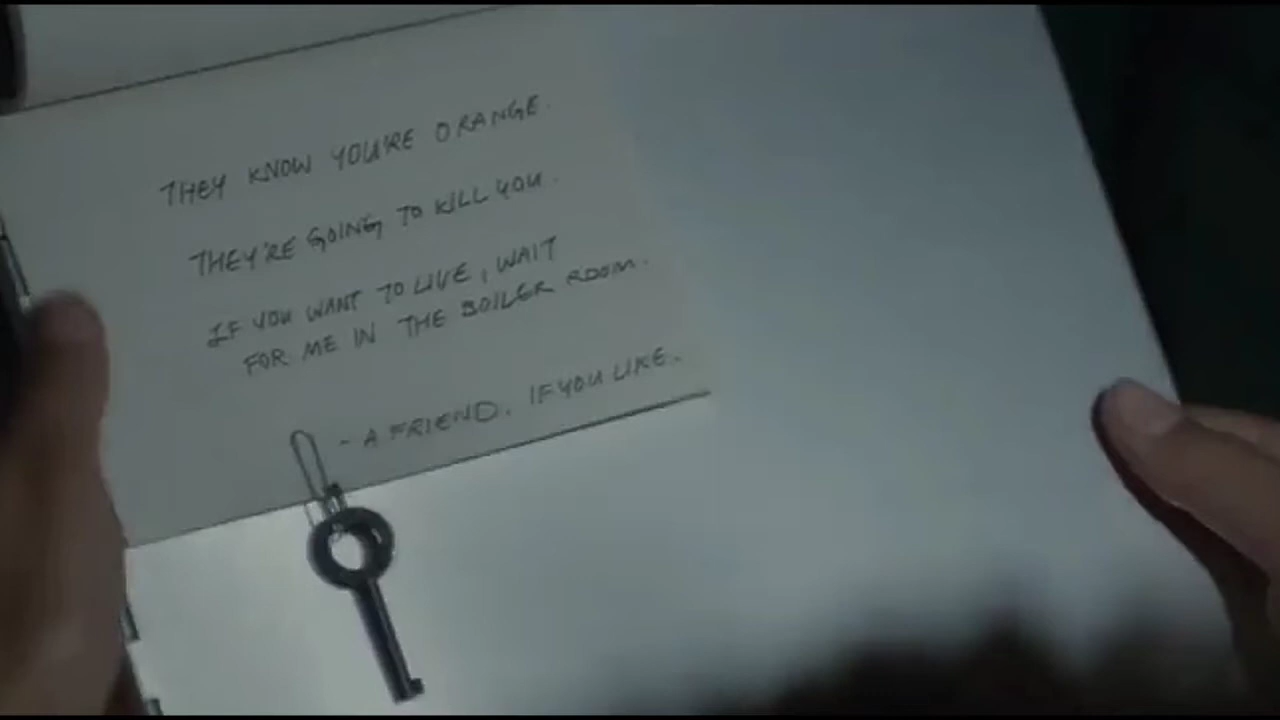 THEY KNOW YOU'RE ORANGE.
THEY'RE GOING TO KILL YOU.
IF YOU WANT TO LIVE, WAIT
FOR ME IN THE BOILER ROOM.
- A FRIEND. IF YOU LIKE.